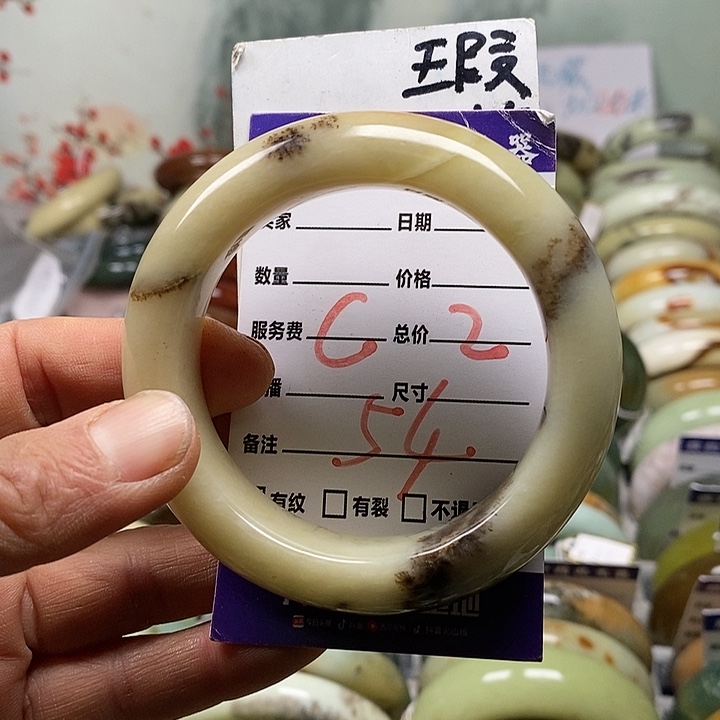 瑕
家 日期
数量 价格
服务费 总价
C 2
播 尺寸
54
备注
有纹 有裂 不退